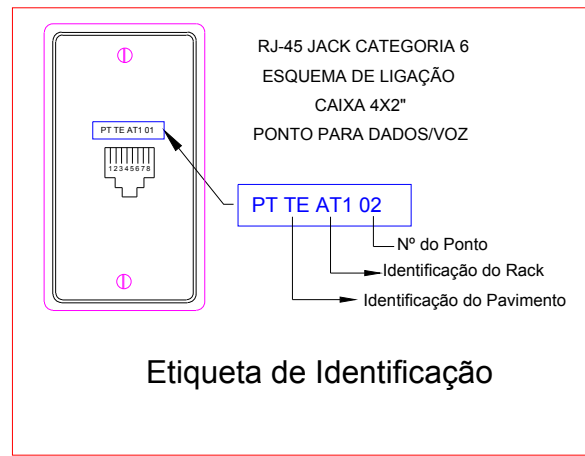 RJ-45 JACK CATEGORIA 6
ESQUEMA DE LIGAÇÃO
CAIXA 4X2"
PONTO PARA DADOS/VOZ
PT TE AT1 01
12345678
PT TE AT1 02
Nº do Ponto
Identificação do Rack
Identificação do Pavimento
Etiqueta de Identificação